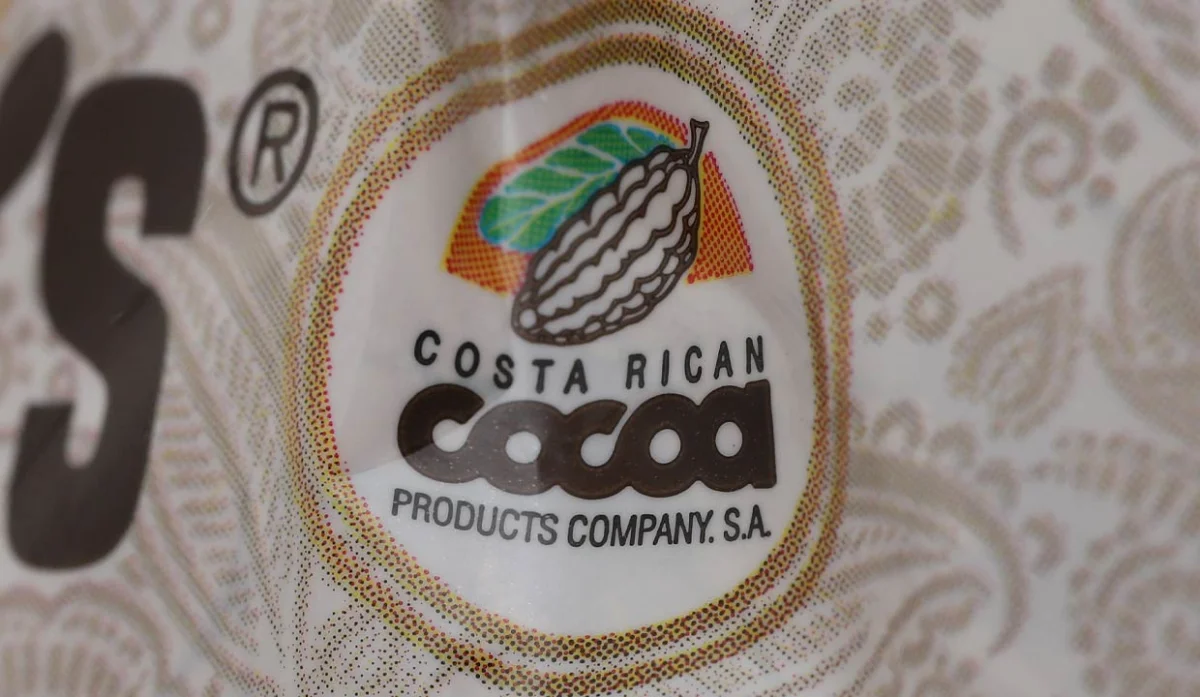 'S®
COSTA RICAN
cocoa
PRODUCTS COMPANY. S.A.